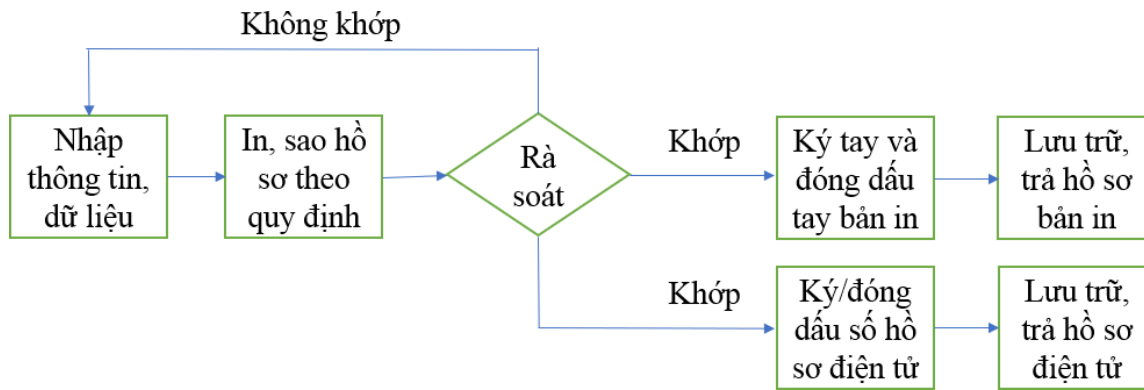 Không khớp
Nhập
thông tin,
dữ liệu
In, sao hồ
sơ theo
quy định
Rà
soát
Khớp
Ký tay và
đóng dấu
tay bản in
Lưu trữ,
trả hồ sơ
bản in
Khớp
Ký/đóng
dấu số hồ
sơ điện tử
Lưu trữ,
trả hồ sơ
điện tử